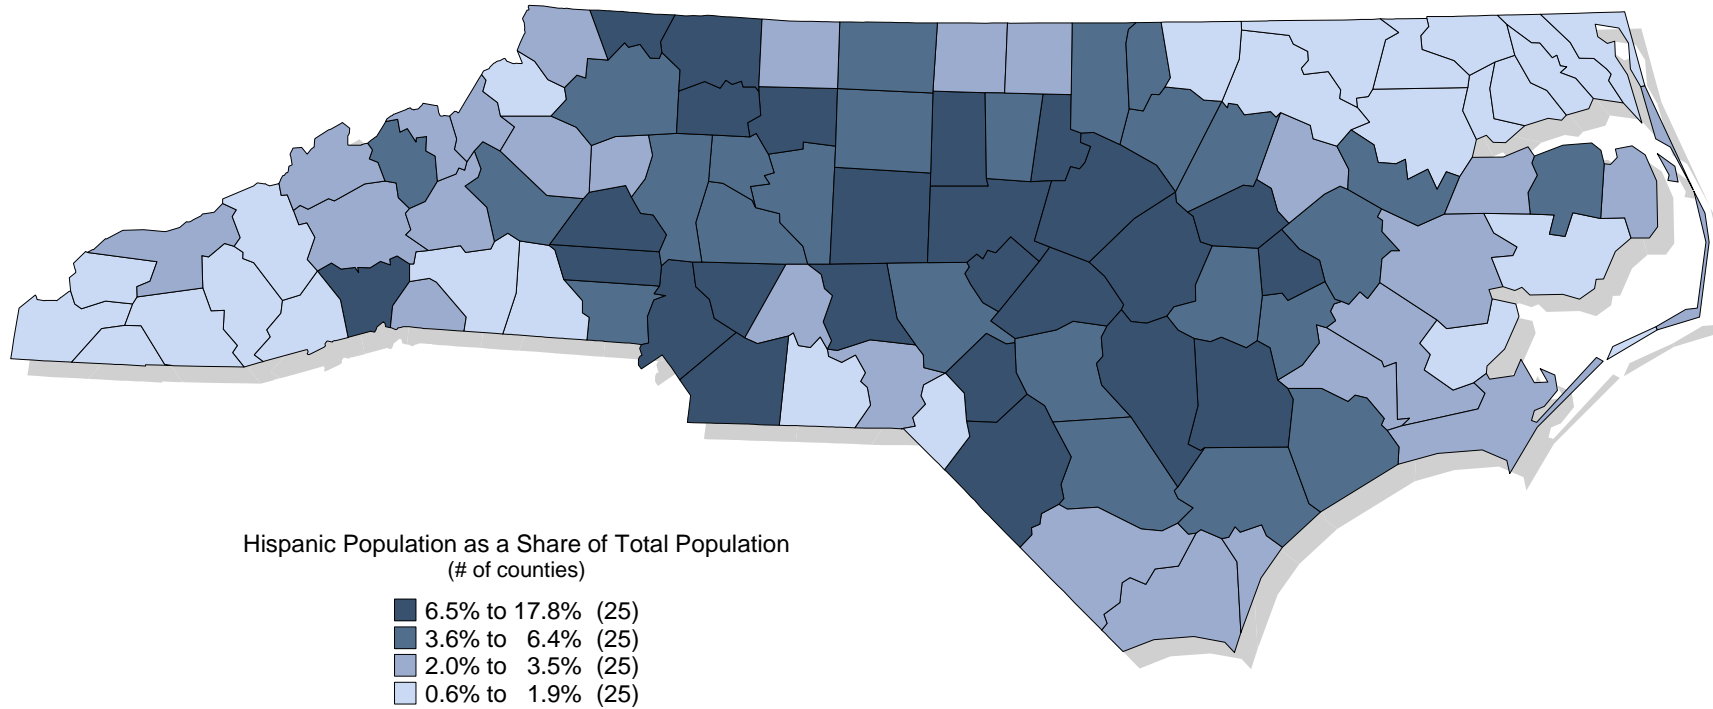 Hispanic Population as a Share of Total Population
(# of counties)
6.5% to 17.8% (25)
3.6% to 6.4% (25)
2.0% to 3.5% (25)
0.6% to 1.9% (25)